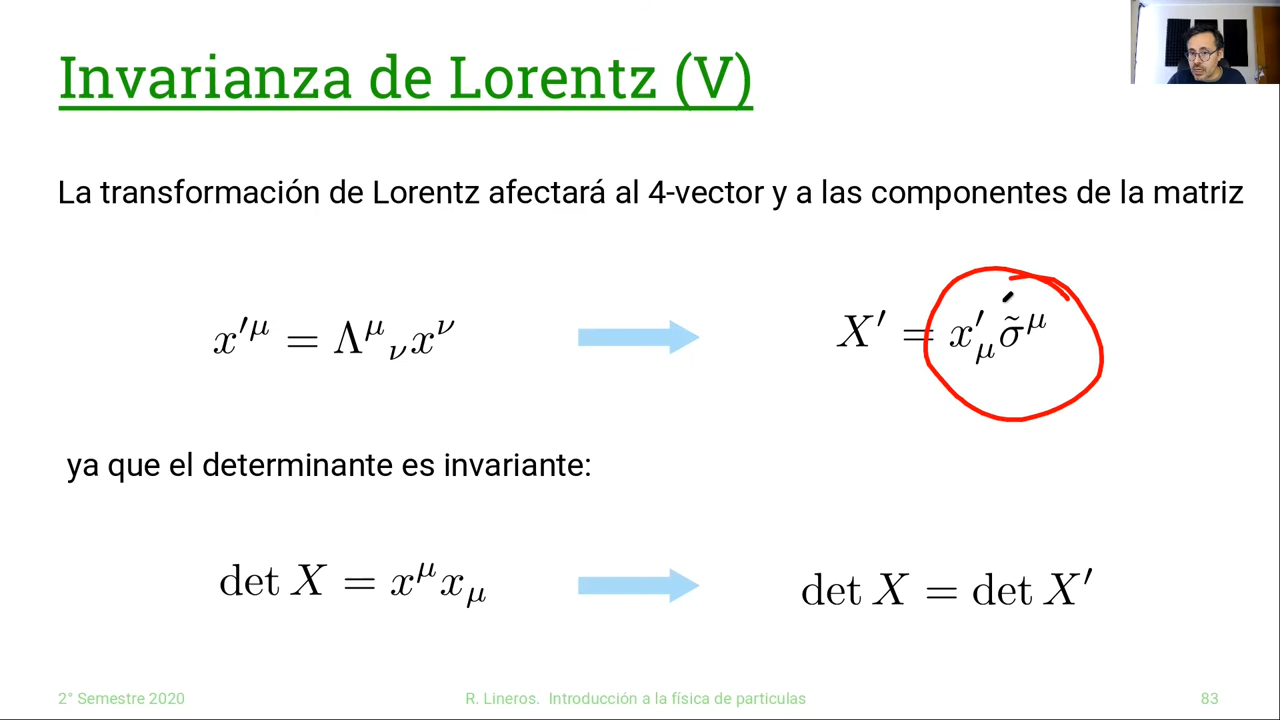 Invarianza de Lorentz (V)
La transformación de Lorentz afectará al 4-vector y a las componentes de la matriz
x'^μ = Λ^μ_ν x^ν
X' = x'_μ σ̃^μ
ya que el determinante es invariante:
det X = x^μ x_μ
det X = det X'
2° Semestre 2020
R. Lineros. Introducción a la física de particulas
83